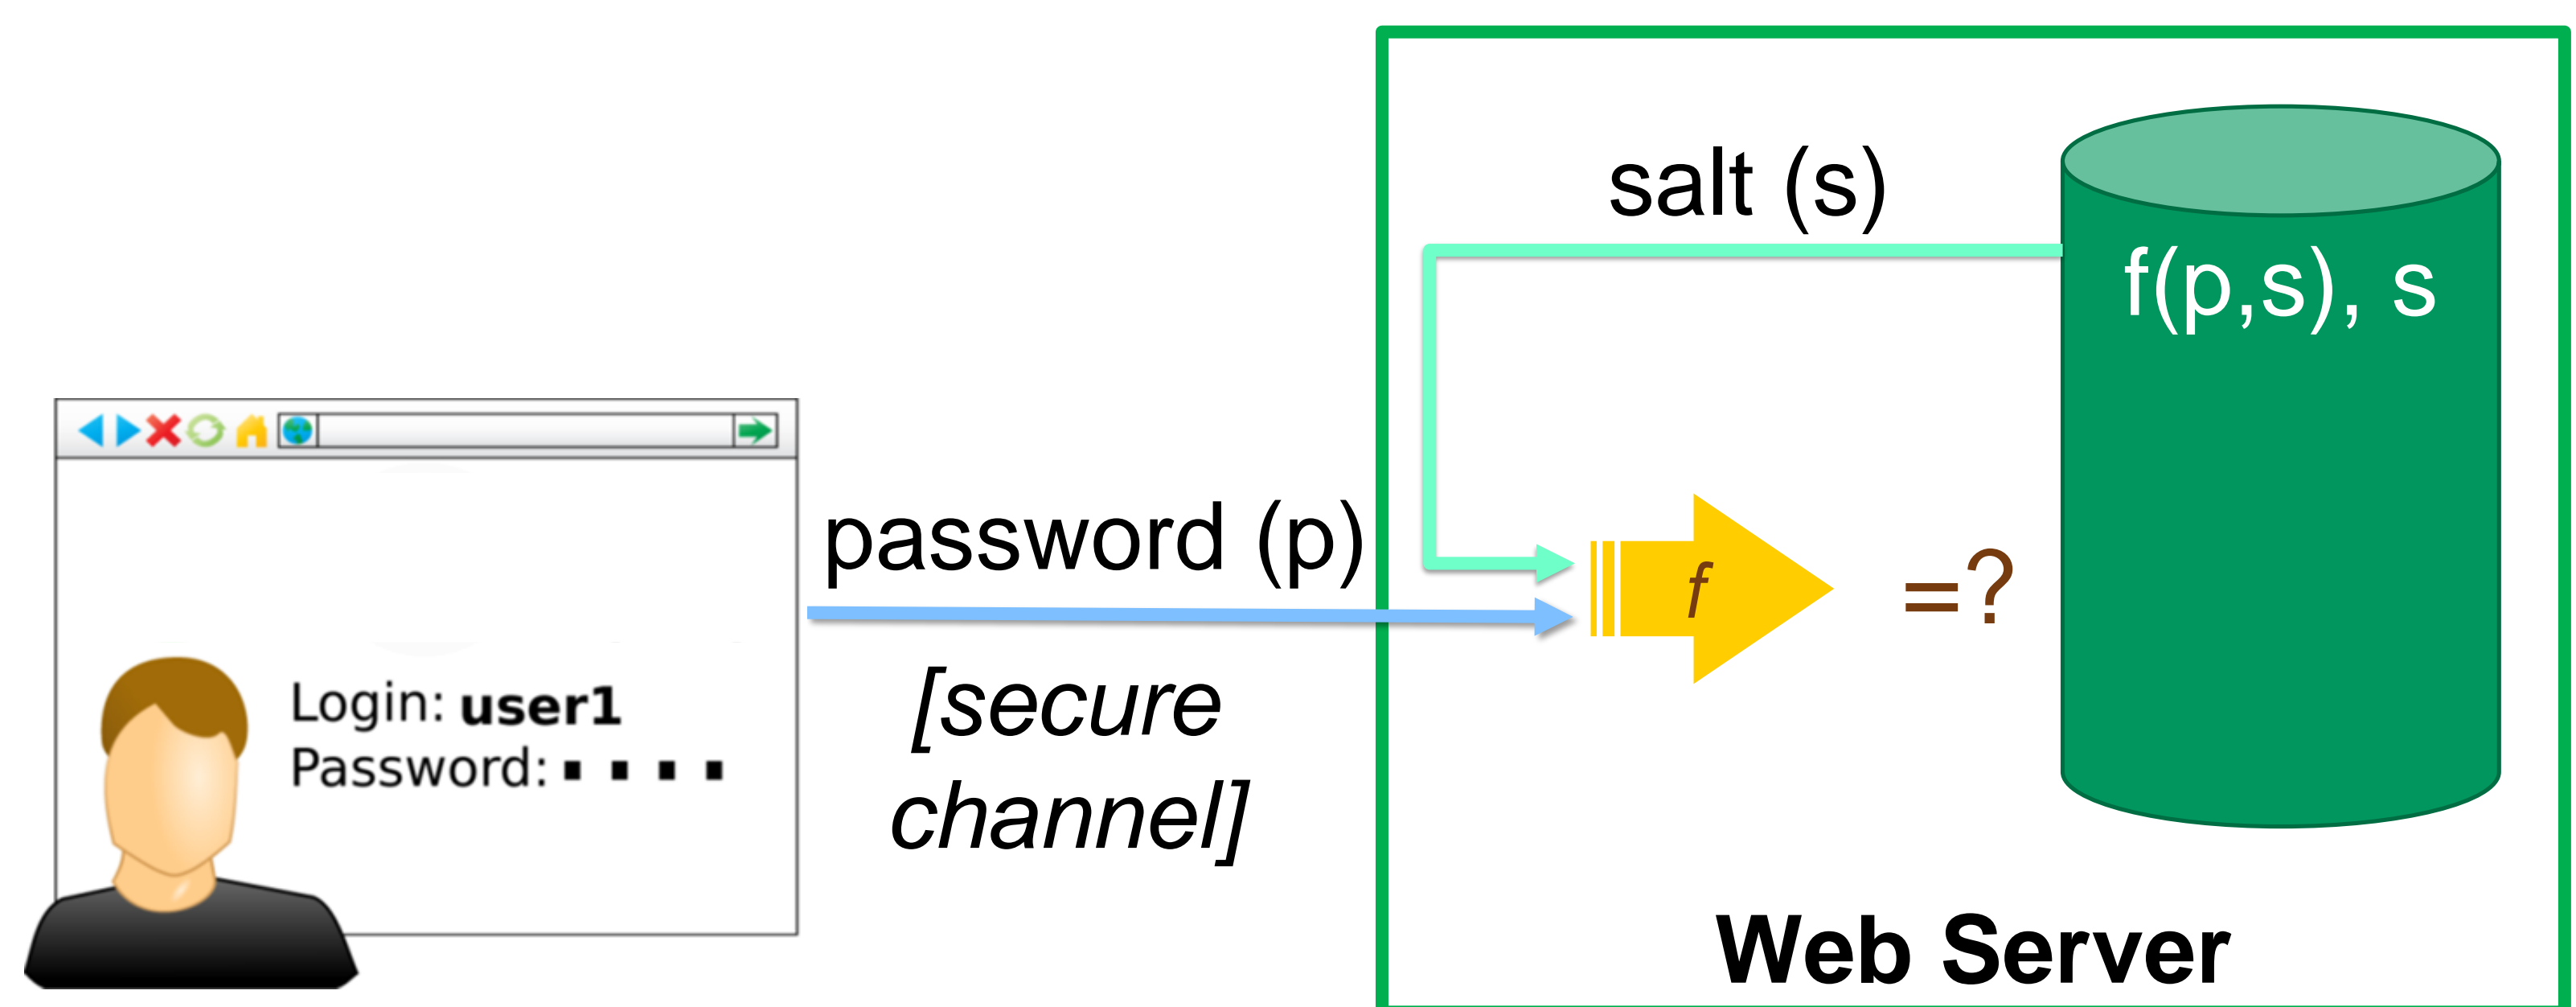 salt (s)
f(p,s), s
password (p)
f
=?
[secure
channel]
Login: user1
Password:
Web Server